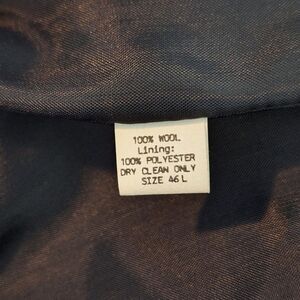 100% WOOL
Lining:
100% POLYESTER
DRY CLEAN ONLY
SIZE 46 L